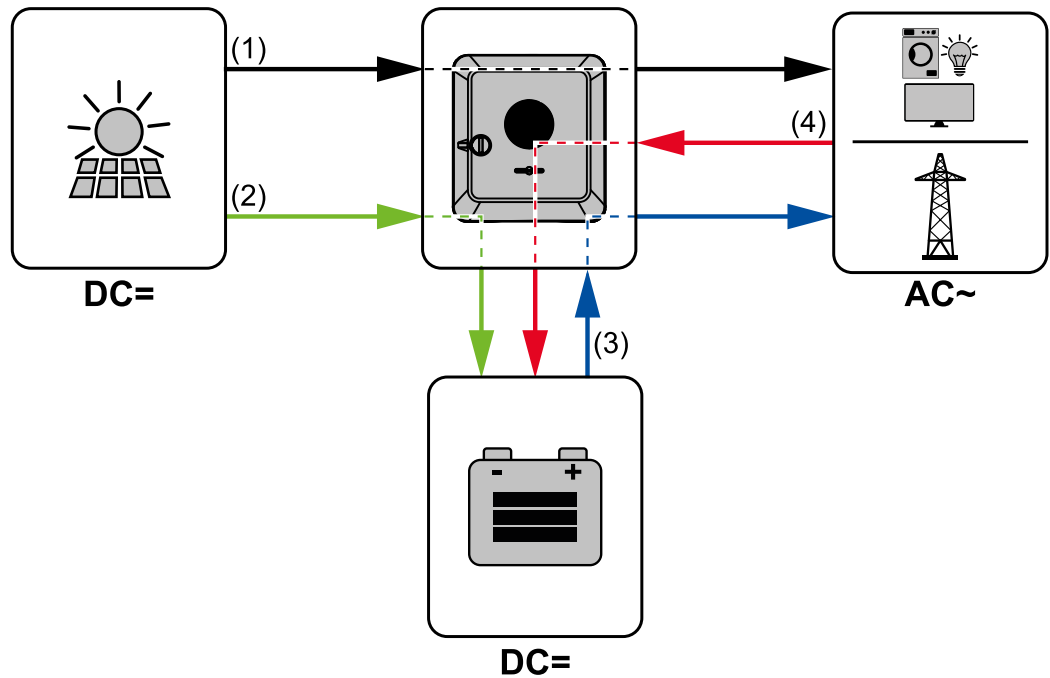 (1)
(4)
(2)
DC=
AC~
(3)
- +
DC=